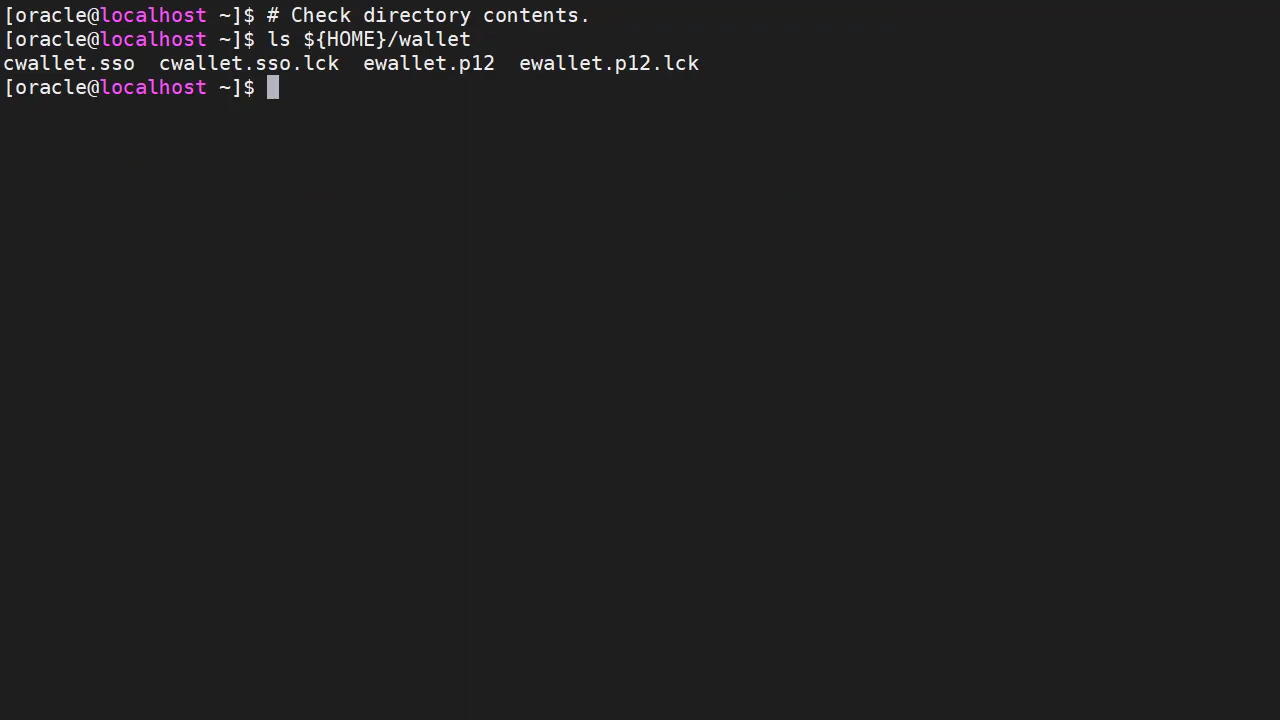 [oracle@localhost ~]$ # Check directory contents.
[oracle@localhost ~]$ ls ${HOME}/wallet
cwallet.sso  cwallet.sso.lck  ewallet.p12  ewallet.p12.lck
[oracle@localhost ~]$